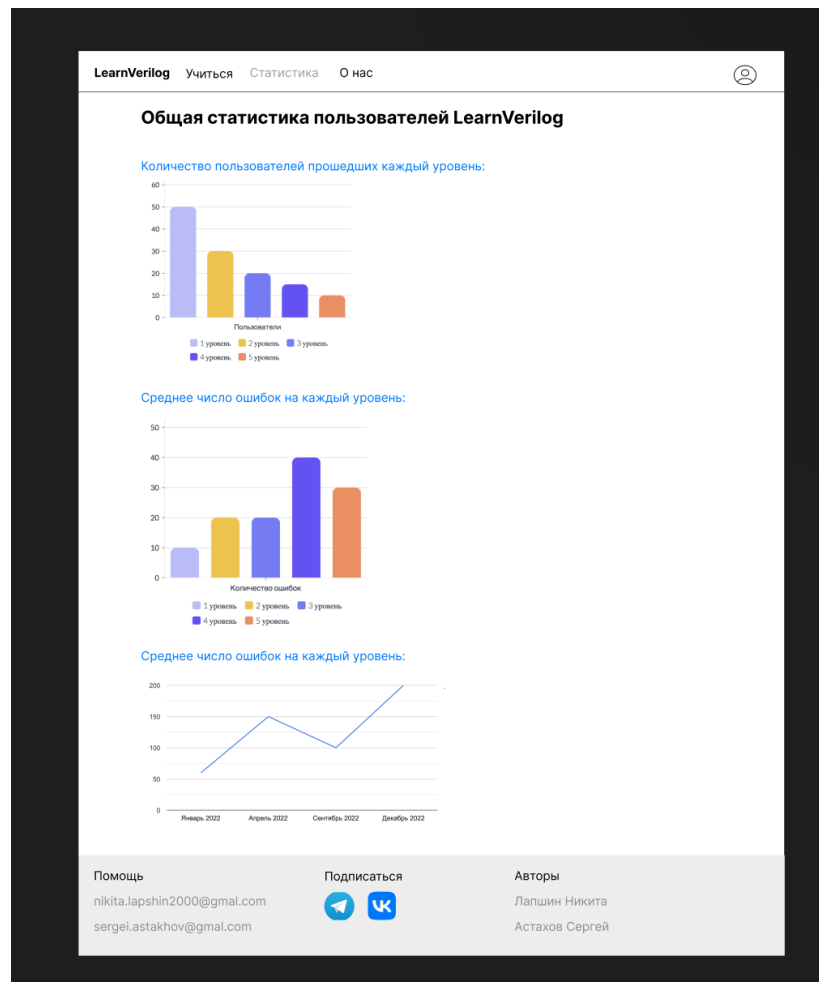 LearnVerilog Учиться Статистика О нас
Общая статистика пользователей LearnVerilog
Количество пользователей прошедших каждый уровень:
60
50
40
30
20
10
0
Пользователи
1 уровень 2 уровень 3 уровень
4 уровень 5 уровень
Среднее число ошибок на каждый уровень:
50
40
30
20
10
0
Количество ошибок
1 уровень 2 уровень 3 уровень
4 уровень 5 уровень
Среднее число ошибок на каждый уровень:
200
150
100
50
0
Январь 2022 Апрель 2022 Сентябрь 2022 Декабрь 2022
Помощь Подписаться Авторы
nikita.lapshin2000@gmal.com Лапшин Никита
sergei.astakhov@gmal.com Астахов Сергей